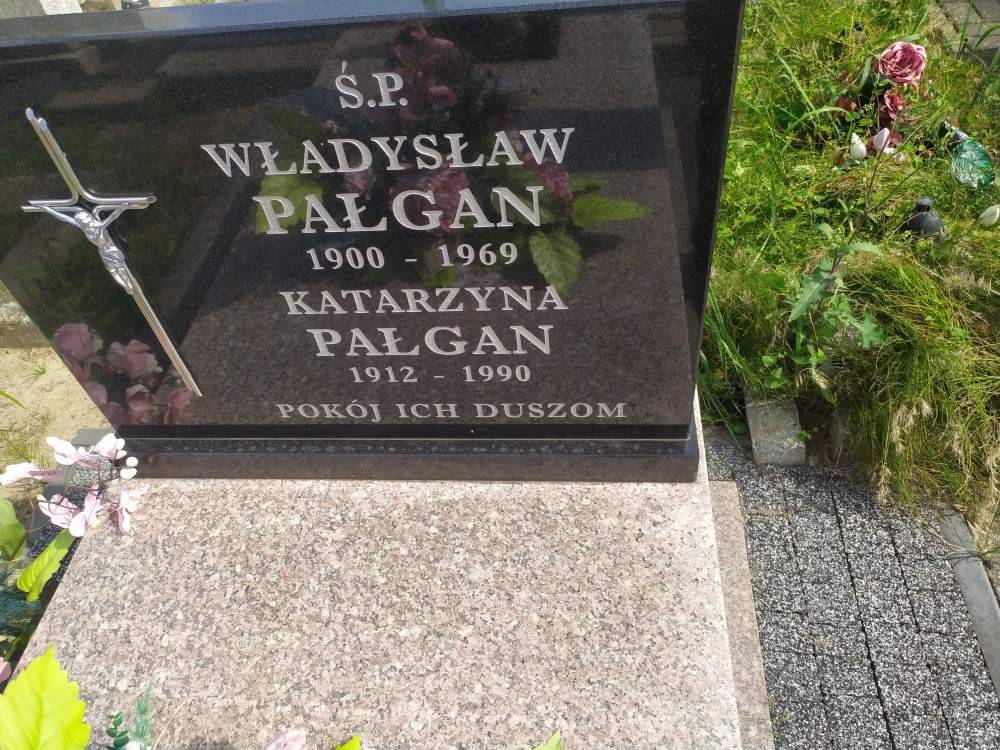 Ś.P.
WŁADYSŁAW
PAŁGAN
1900 - 1969
KATARZYNA
PAŁGAN
1912 - 1990
POKÓJ ICH DUSZOM